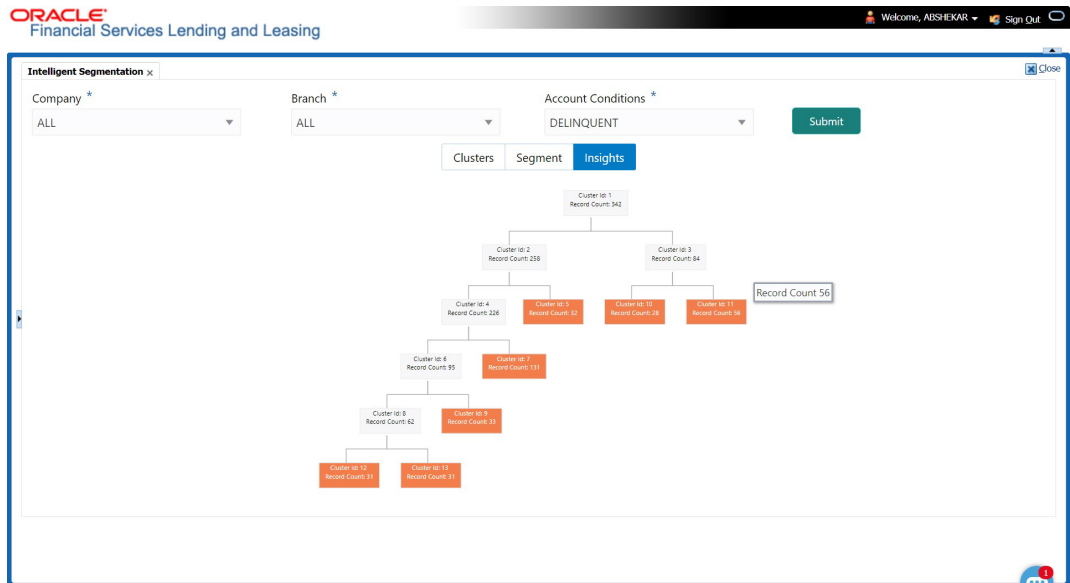 ORACLE®
Financial Services Lending and Leasing
Welcome, ABSHEKAR
Sign Out
Intelligent Segmentation x
Close
Company *
Branch *
Account Conditions *
ALL
ALL
DELINQUENT
Submit
Clusters
Segment
Insights
Cluster Id: 1
Record Count: 342
Cluster Id: 2
Record Count: 258
Cluster Id: 3
Record Count: 84
Record Count 56
Cluster Id: 4
Record Count: 226
Cluster Id: 5
Record Count: 32
Cluster Id: 10
Record Count: 28
Cluster Id: 11
Record Count: 56
Cluster Id: 6
Record Count: 95
Cluster Id: 7
Record Count: 131
Cluster Id: 8
Record Count: 62
Cluster Id: 9
Record Count: 33
Cluster Id: 12
Record Count: 31
Cluster Id: 13
Record Count: 31
1